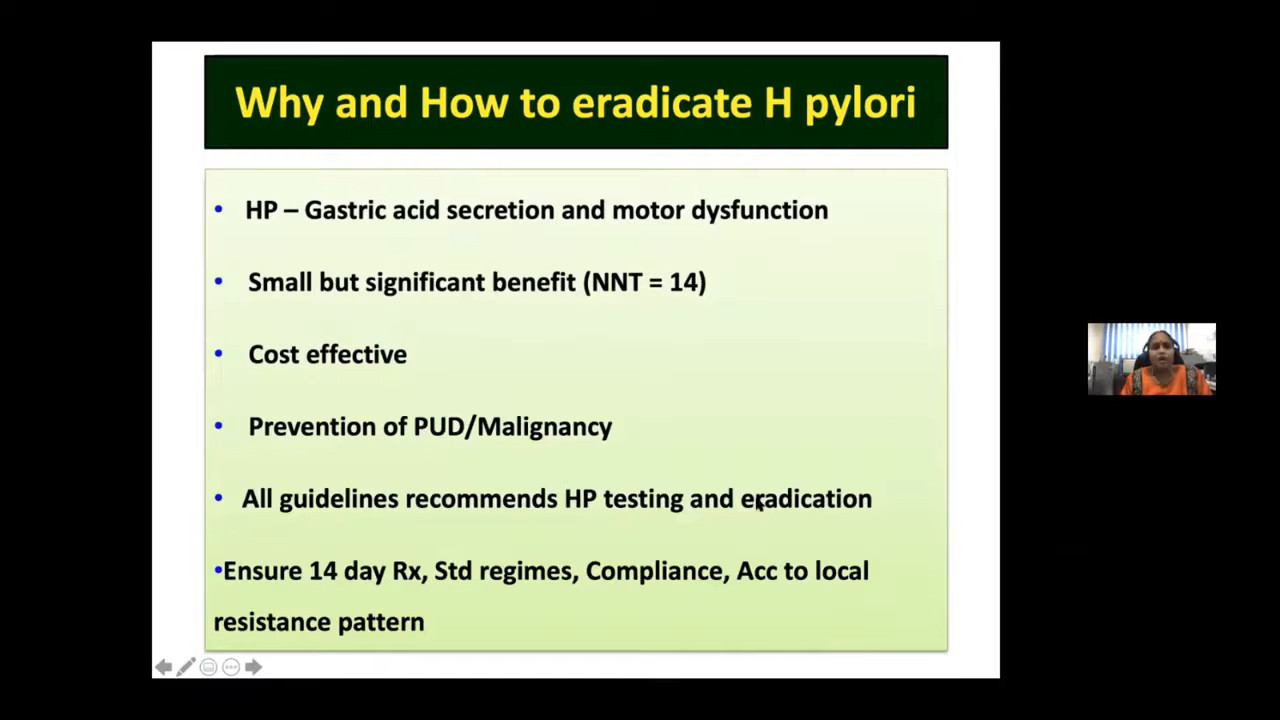 Why and How to eradicate H pylori
• HP – Gastric acid secretion and motor dysfunction
• Small but significant benefit (NNT = 14)
• Cost effective
• Prevention of PUD/Malignancy
• All guidelines recommends HP testing and eradication
•Ensure 14 day Rx, Std regimes, Compliance, Acc to local
resistance pattern